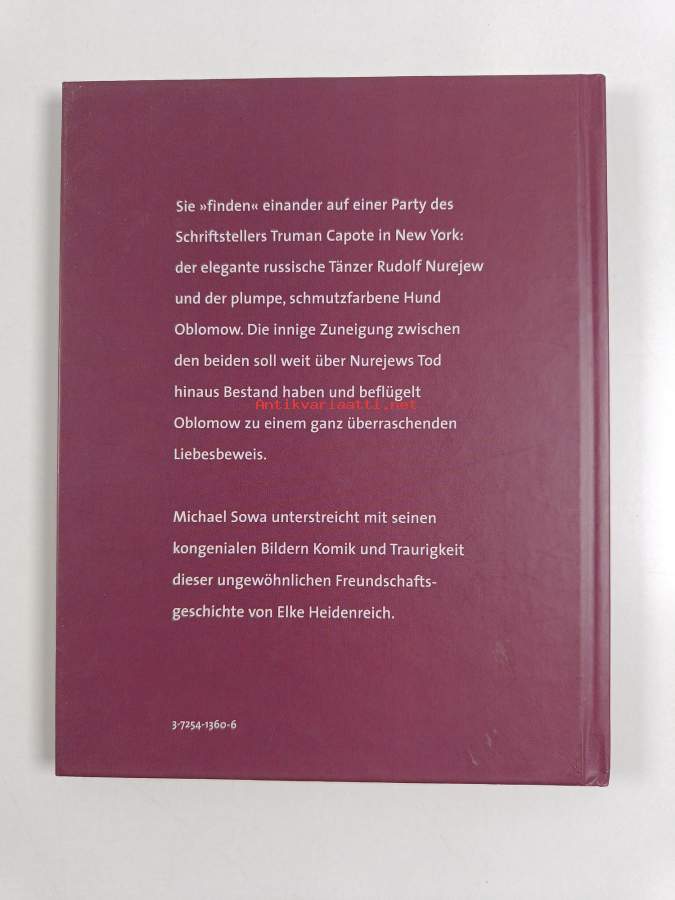 Sie »finden« einander auf einer Party des
Schriftstellers Truman Capote in New York:
der elegante russische Tänzer Rudolf Nurejew
und der plumpe, schmutzfarbene Hund
Oblomow. Die innige Zuneigung zwischen
den beiden soll weit über Nurejews Tod
hinaus Bestand haben und beflügelt
Antikvariaatti.net
Oblomow zu einem ganz überraschenden
Liebesbeweis.
Michael Sowa unterstreicht mit seinen
kongenialen Bildern Komik und Traurigkeit
dieser ungewöhnlichen Freundschafts-
geschichte von Elke Heidenreich.
3-7254-1360-6